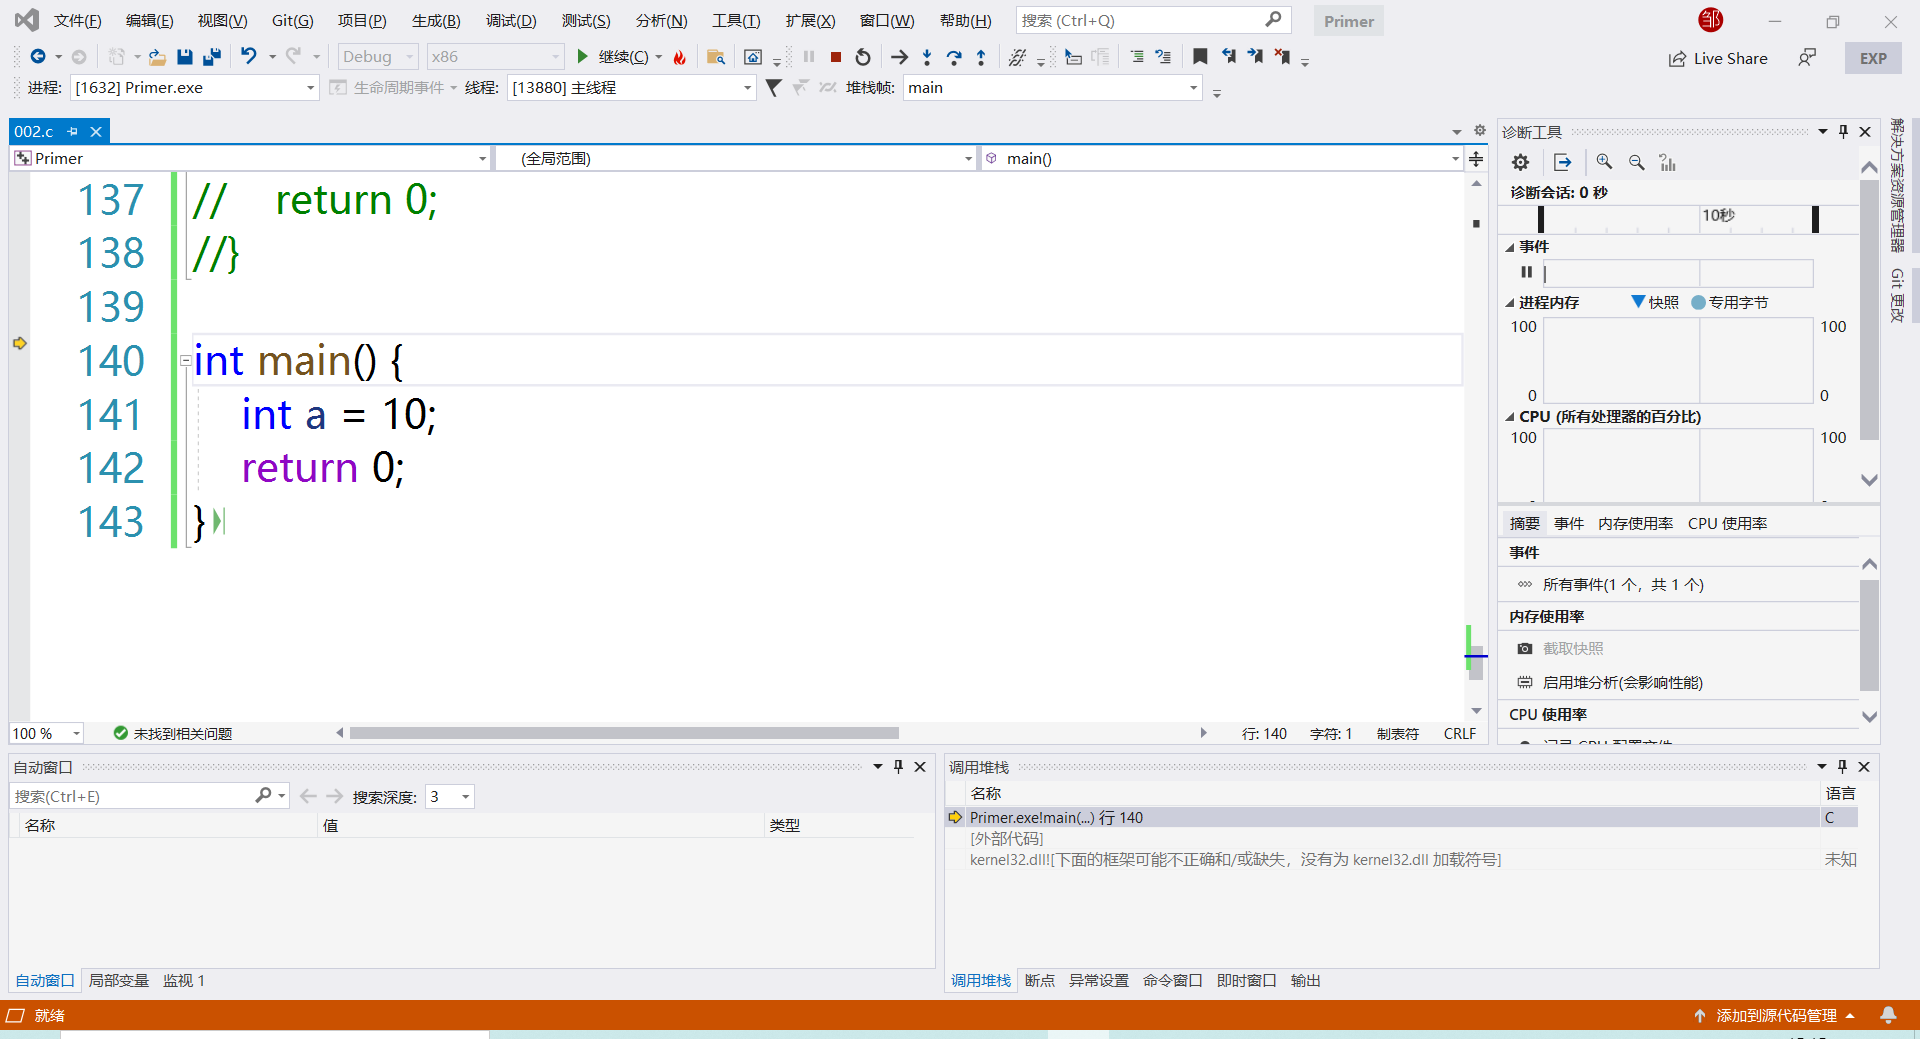 文件(F) 编辑(E) 视图(V) Git(G) 项目(P) 生成(B) 调试(D) 测试(S) 分析(N) 工具(T) 扩展(X) 窗口(W) 帮助(H) 搜索 (Ctrl+Q) Primer 邹
Debug x86 继续(C) Live Share EXP
进程: [1632] Primer.exe 生命周期事件 线程: [13880] 主线程 堆栈帧: main
002.c
Primer (全局范围) main()
137 // return 0;
138 //}
139
140 int main() {
141 int a = 10;
142 return 0;
143 }
100 % 未找到相关问题 行: 140 字符: 1 制表符 CRLF
诊断工具
诊断会话: 0 秒
10秒
事件
进程内存 快照 专用字节
100 100
0 0
CPU (所有处理器的百分比)
100 100
摘要 事件 内存使用率 CPU 使用率
事件
所有事件(1 个，共 1 个)
内存使用率
截取快照
启用堆分析(会影响性能)
CPU 使用率
记录 CPU 配置文件
解决方案资源管理器
Git 更改
自动窗口
搜索(Ctrl+E) 搜索深度: 3
名称 值 类型
自动窗口 局部变量 监视 1
调用堆栈
名称 语言
Primer.exe!main(...) 行 140 C
[外部代码]
kernel32.dll![下面的框架可能不正确和/或缺失，没有为 kernel32.dll 加载符号] 未知
调用堆栈 断点 异常设置 命令窗口 即时窗口 输出
就绪 添加到源代码管理